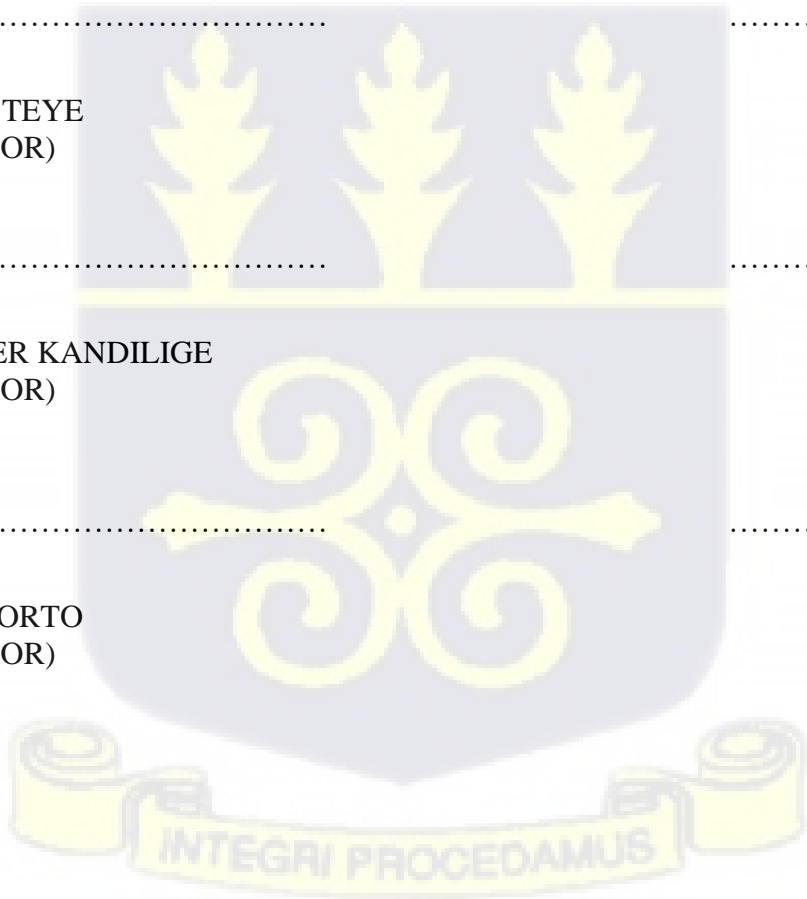 ……………………………… ……
TEYE
OR)
……………………………… ……
ER KANDILIGE
OR)
……………………………… ……
ORTO
OR)
INTEGRI PROCEDAMUS